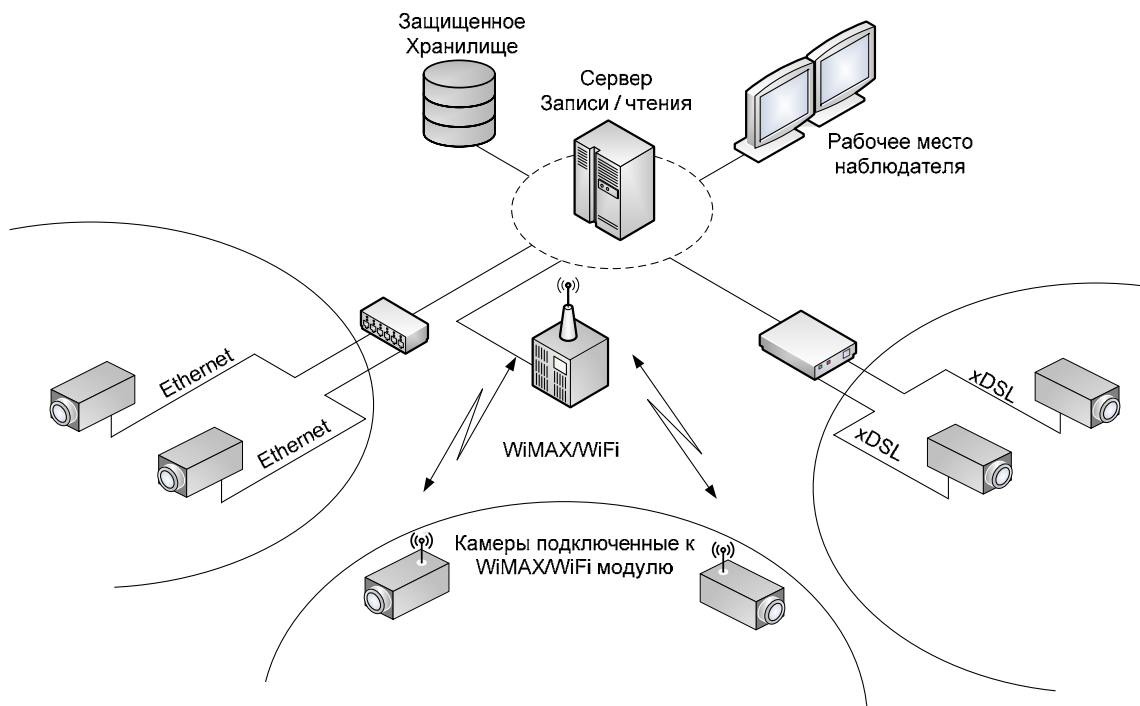 Защищенное
Хранилище
Сервер
Записи / чтения
Рабочее место
наблюдателя
Ethernet
Ethernet
WiMAX/WiFi
xDSL
xDSL
Камеры подключенные к
WiMAX/WiFi модулю